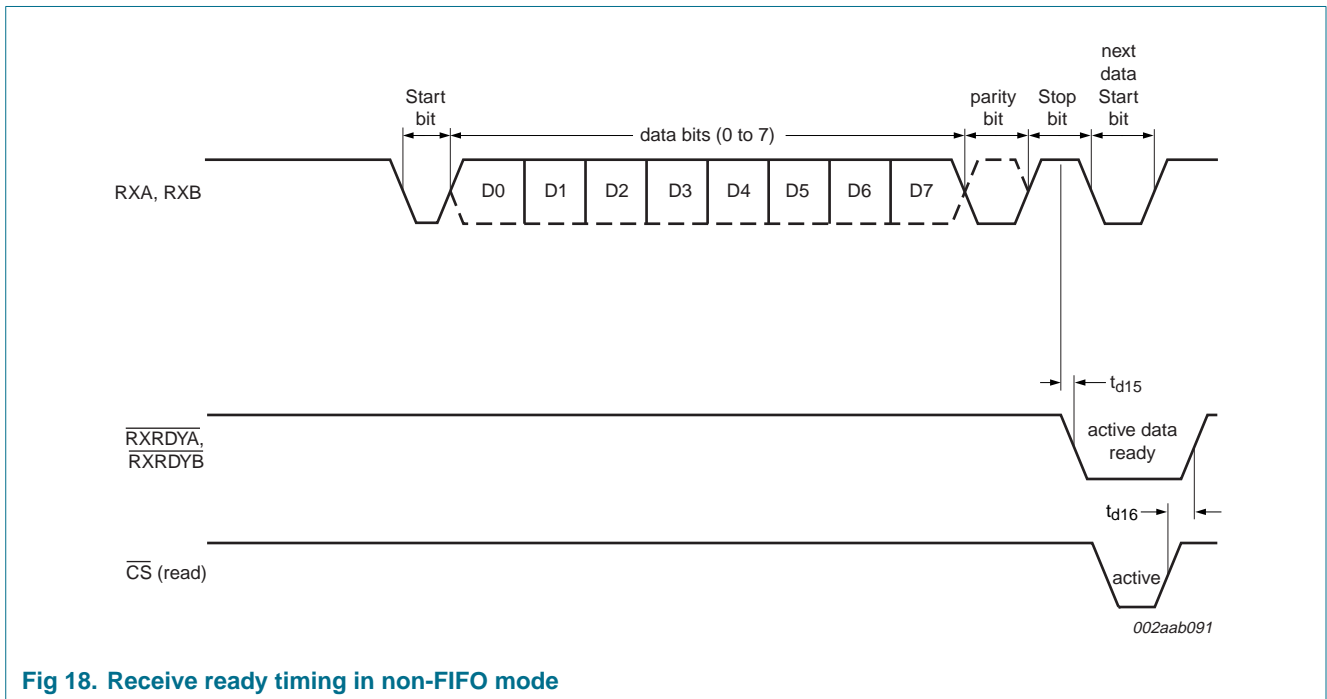 next
data
Start
bit
Start
bit
parity
bit
Stop
bit
data bits (0 to 7)
RXA, RXB
D0 D1 D2 D3 D4 D5 D6 D7
td15
RXRDYA,
RXRDYB
active data
ready
td16
CS (read)
active
002aab091
Fig 18. Receive ready timing in non-FIFO mode